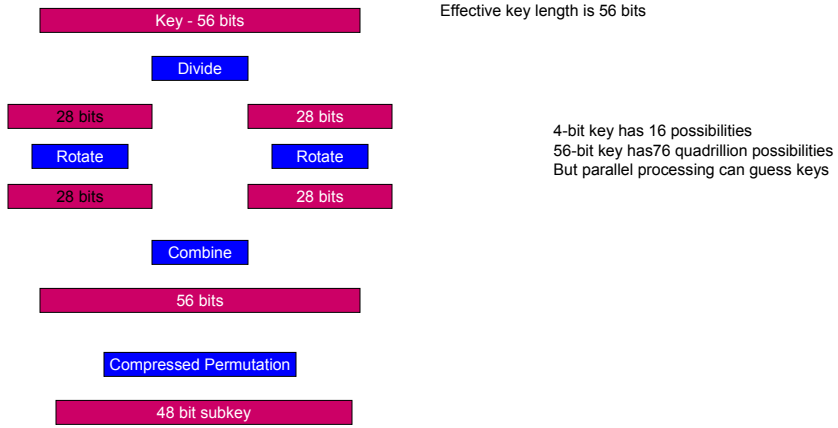 Key - 56 bits
Effective key length is 56 bits
Divide
28 bits
28 bits
4-bit key has 16 possibilities
56-bit key has76 quadrillion possibilities
But parallel processing can guess keys
Rotate
Rotate
28 bits
28 bits
Combine
56 bits
Compressed Permutation
48 bit subkey